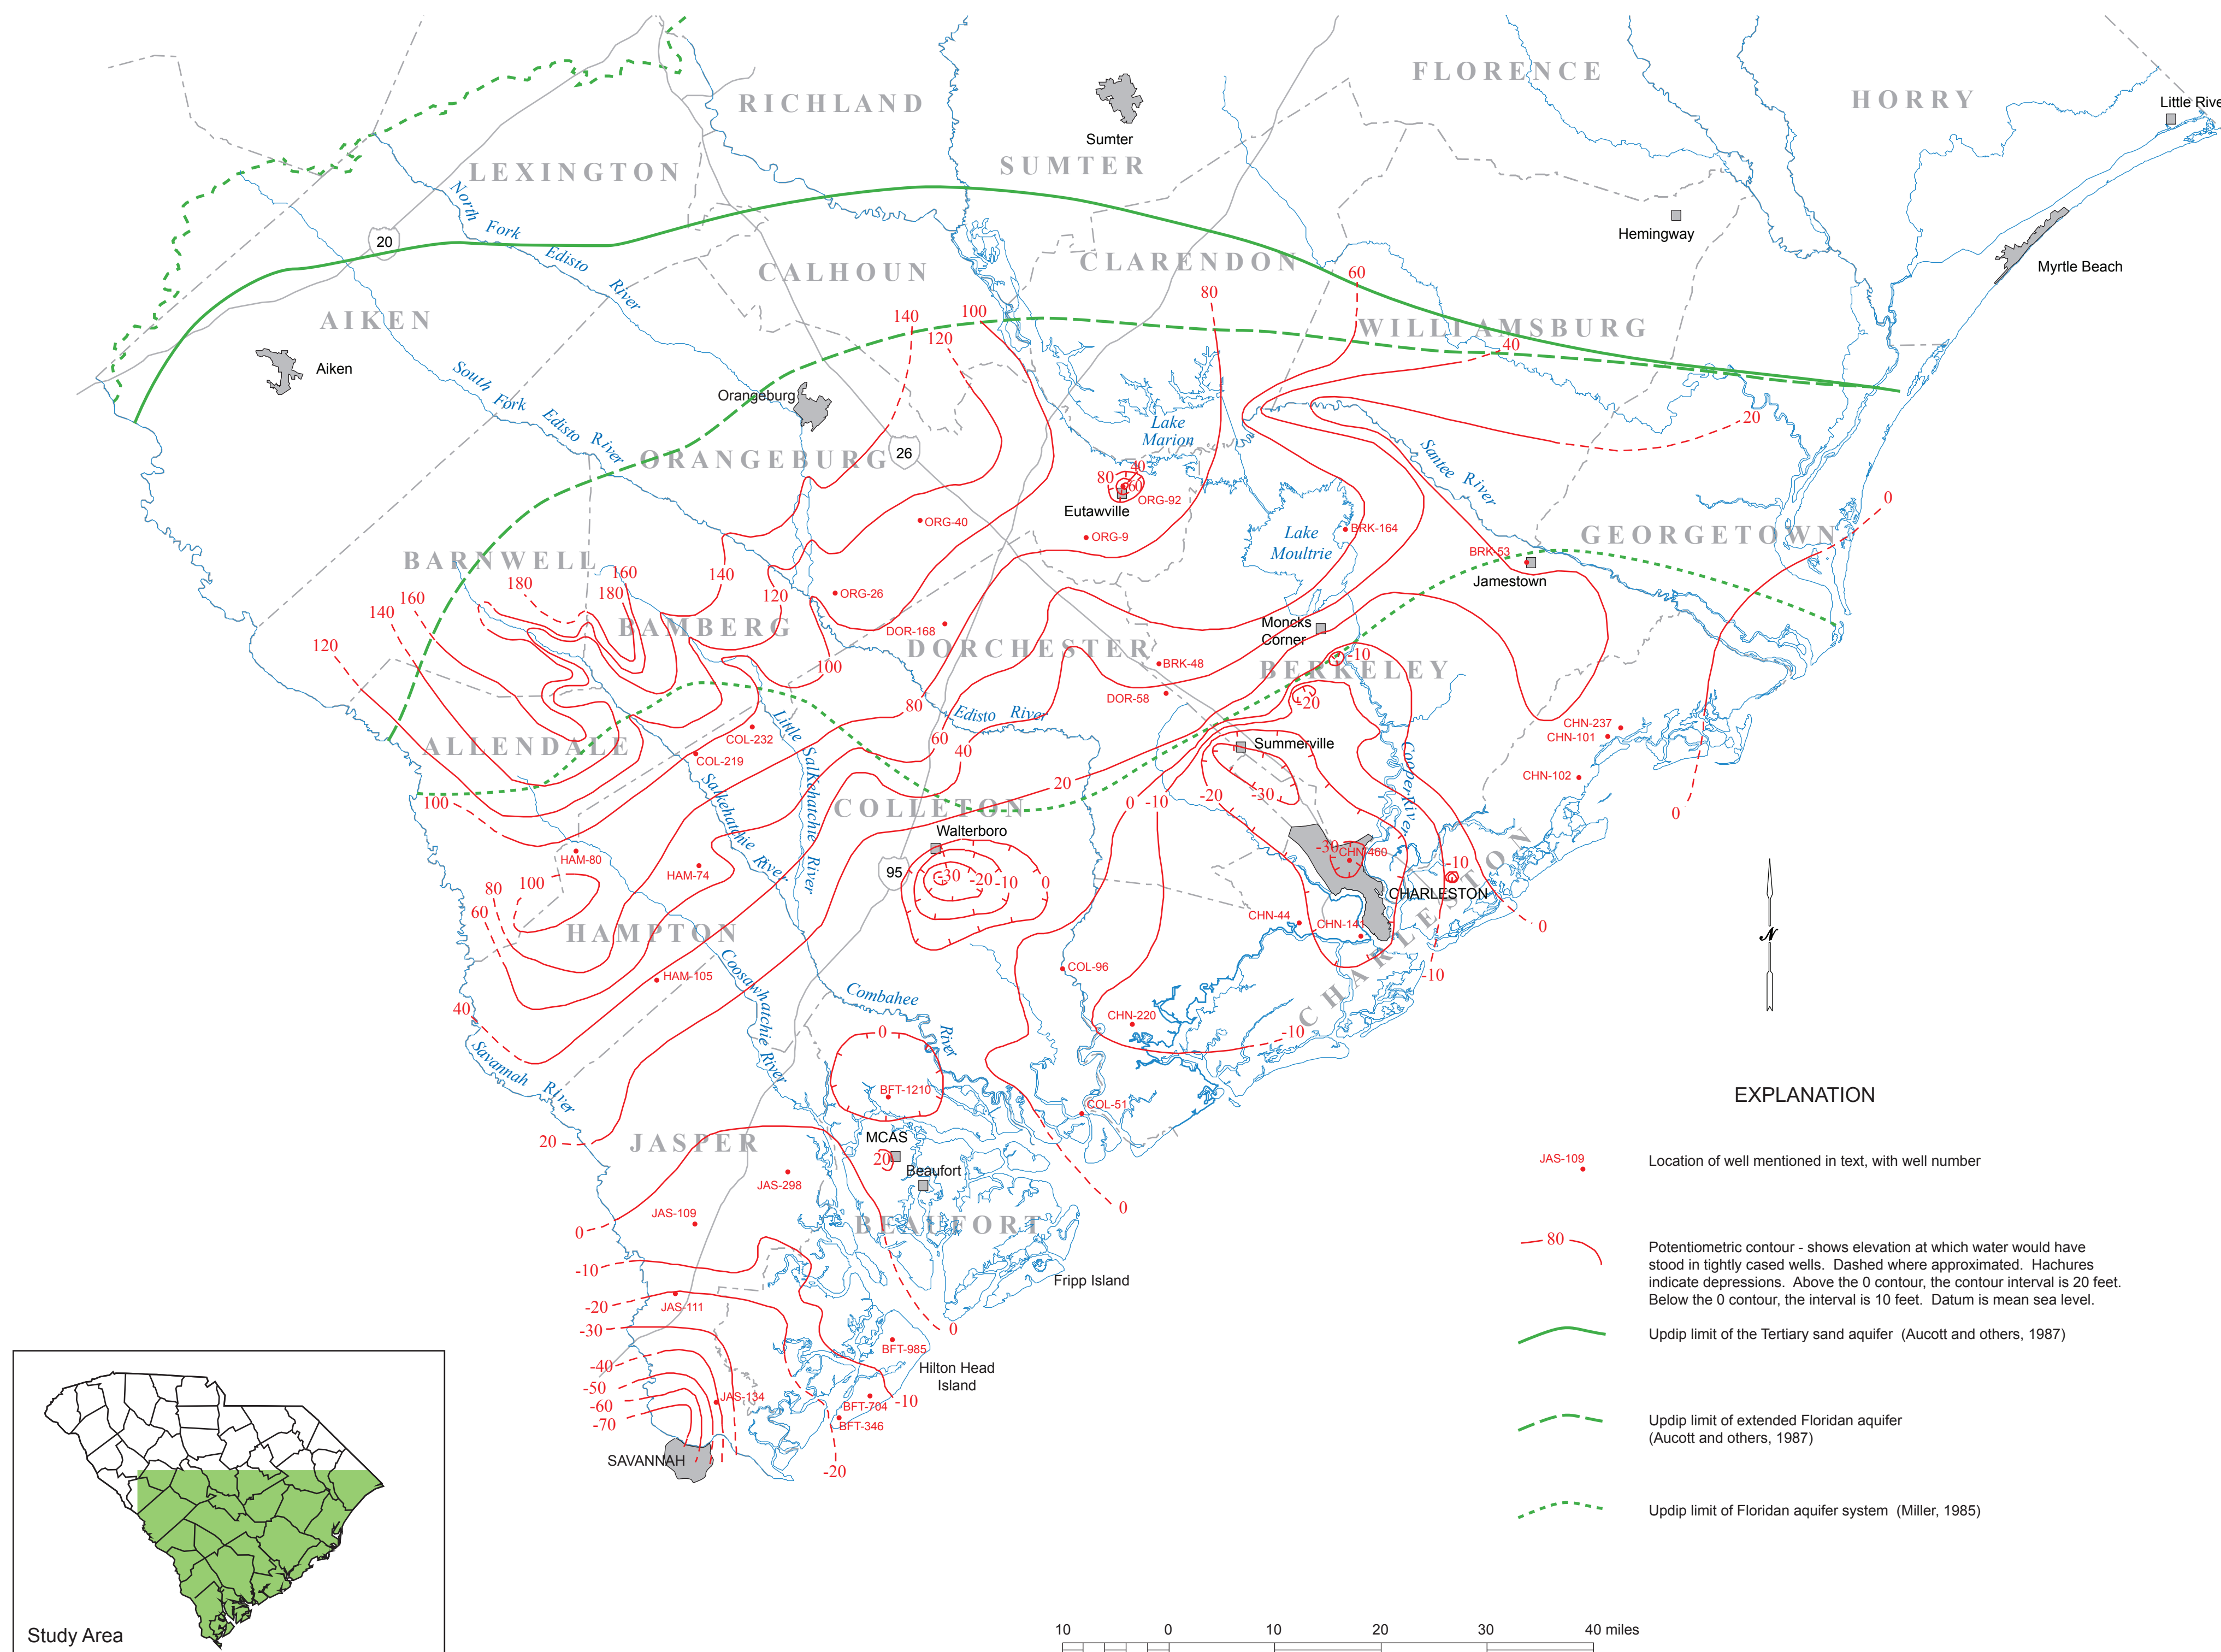 FLORENCE
HORRY
Little Rive
RICHLAND
Sumter
SUMTER
LEXINGTON
North
Fork
Edisto
River
20
Hemingway
Myrtle Beach
CALHOUN
CLARENDON
60
80
AIKEN
Aiken
140
100
120
WILLIAMSBURG
40
South
Fork
Edisto
River
Orangeburg
Lake
Marion
20
ORANGEBURG
26
Santee
River
80
40
60
ORG-92
Eutawville
ORG-40
ORG-9
Lake
Moultrie
BRK-164
0
GEORGETOWN
BRK-53
Jamestown
BARNWELL
180
160
180
140
120
ORG-26
160
140
120
BAMBERG
DOR-168
Moncks
Corner
DORCHESTER
100
BRK-48
BERKELEY
-10
DOR-58
-20
80
Edisto River
60
40
Summerville
CHN-237
CHN-101
CHN-102
0
ALLENDALE
COL-232
COL-219
Little
Salkehatchie
River
Salkehatchie
River
Cooper
River
100
20
0
-10
-20
-30
COLLETON
Walterboro
HAM-80
HAM-74
95
-30
-20
-10
0
-30
CHN-460
-10
CHARLESTON
80
100
60
HAMPTON
CHN-44
CHN-14
0
CHARLESTON
-10
HAM-105
COL-96
Coosawhatchie
River
Combahee
River
40
CHN-220
-10
0
Savannah
River
BFT-1210
COL-51
20
JASPER
MCAS
20
Beaufort
JAS-298
0
JAS-109
BEAUFORT
0
-10
Fripp Island
-20
JAS-111
-30
0
BFT-985
Hilton Head
Island
-40
-50
JAS-134
-60
-70
BFT-704
-10
BFT-346
SAVANNAH
-20
N
EXPLANATION
JAS-109
Location of well mentioned in text, with well number
80
Potentiometric contour - shows elevation at which water would have
stood in tightly cased wells. Dashed where approximated. Hachures
indicate depressions. Above the 0 contour, the contour interval is 20 feet.
Below the 0 contour, the interval is 10 feet. Datum is mean sea level.
Updip limit of the Tertiary sand aquifer (Aucott and others, 1987)
Updip limit of extended Floridan aquifer
(Aucott and others, 1987)
Updip limit of Floridan aquifer system (Miller, 1985)
Study Area
10 0 10 20 30 40 miles